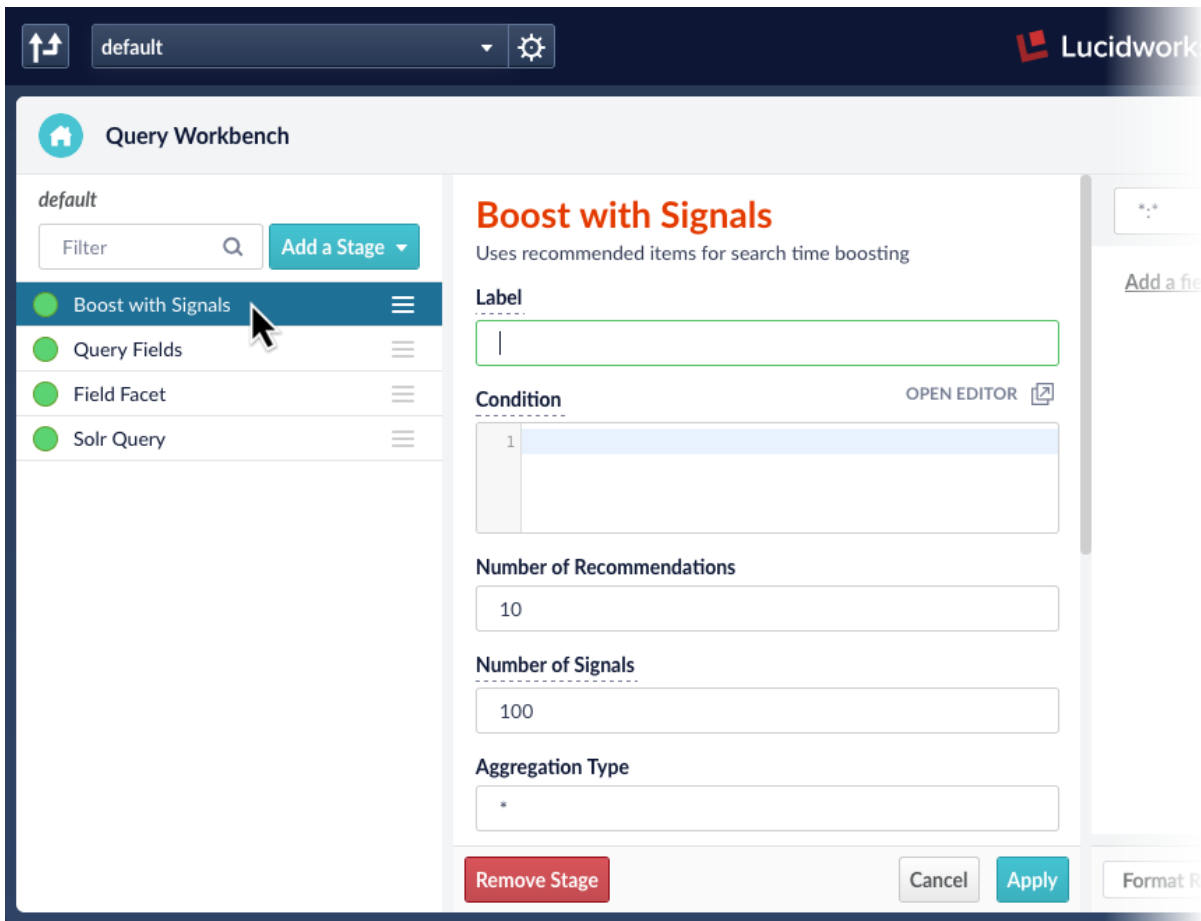 default
Lucidwork
Query Workbench
default
Filter
Add a Stage
Boost with Signals
Query Fields
Field Facet
Solr Query
Boost with Signals
Uses recommended items for search time boosting
Label
Condition
OPEN EDITOR
1
Number of Recommendations
10
Number of Signals
100
Aggregation Type
*
Remove Stage
Cancel
Apply
*:*
Add a fie
Format R